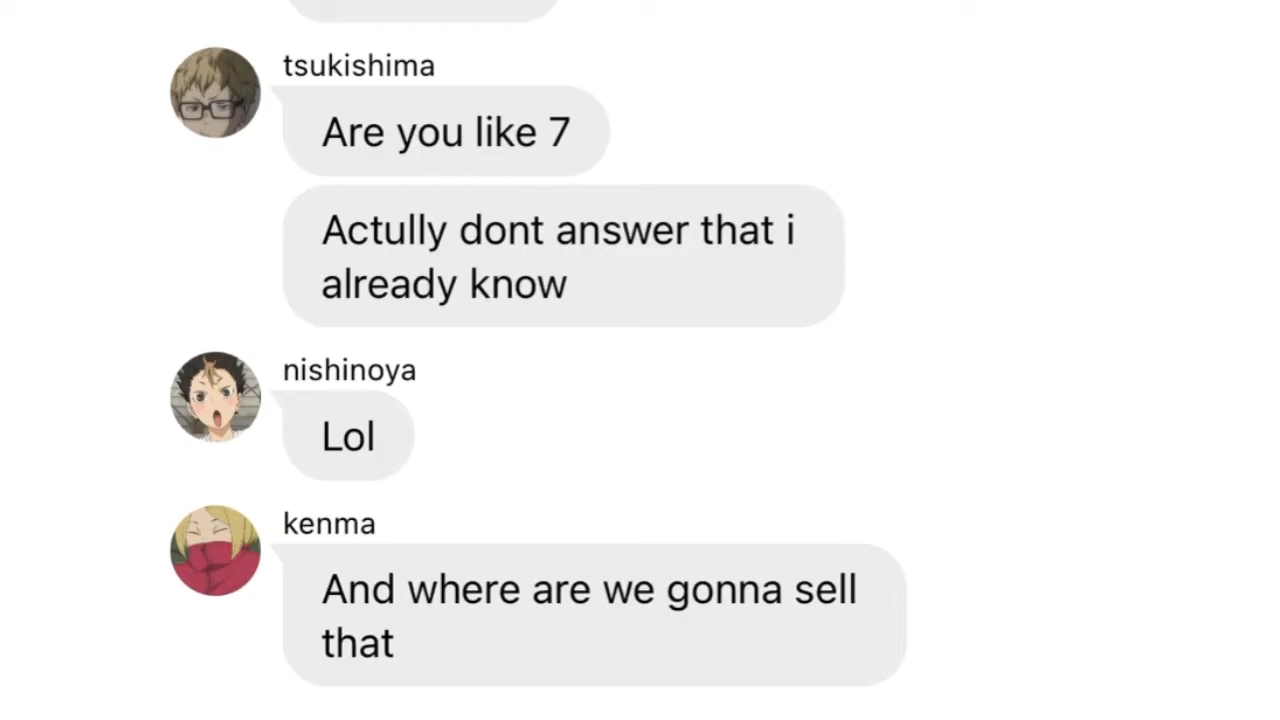 tsukishima
Are you like 7
Actully dont answer that i
already know
nishinoya
Lol
kenma
And where are we gonna sell
that